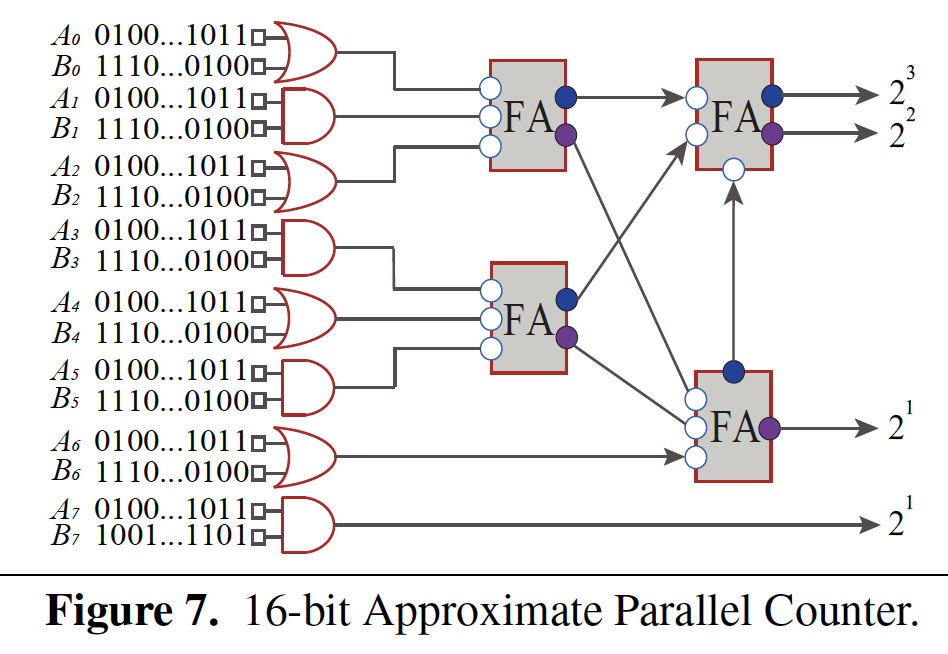 A0 0100...1011
B0 1110...0100
A1 0100...1011
B1 1110...0100
A2 0100...1011
B2 1110...0100
A3 0100...1011
B3 1110...0100
A4 0100...1011
B4 1110...0100
A5 0100...1011
B5 1110...0100
A6 0100...1011
B6 1110...0100
A7 0100...1011
B7 1001...1101
FA
FA
FA
FA
2^3
2^2
2^1
2^1
Figure 7. 16-bit Approximate Parallel Counter.